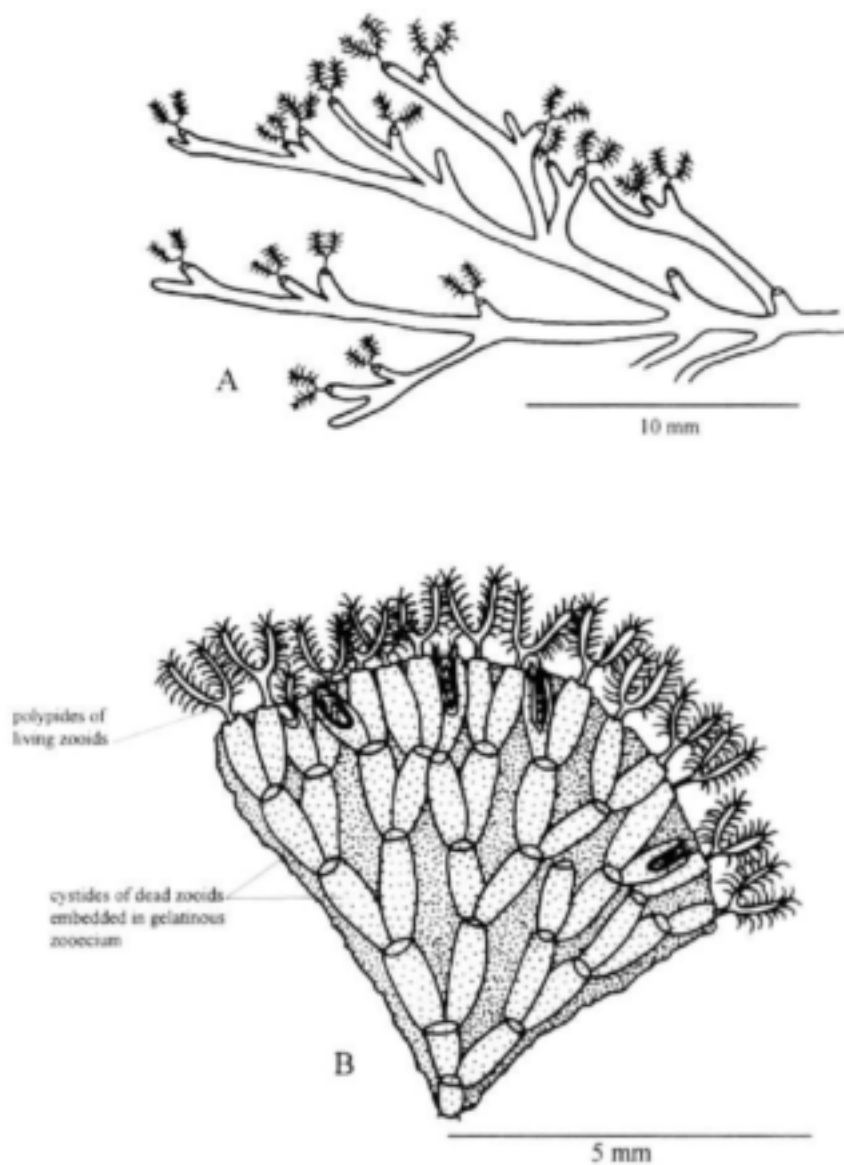 A
10 mm
polypides of
living zooids
cystides of dead zooids
embedded in gelatinous
zooecium
B
5 mm